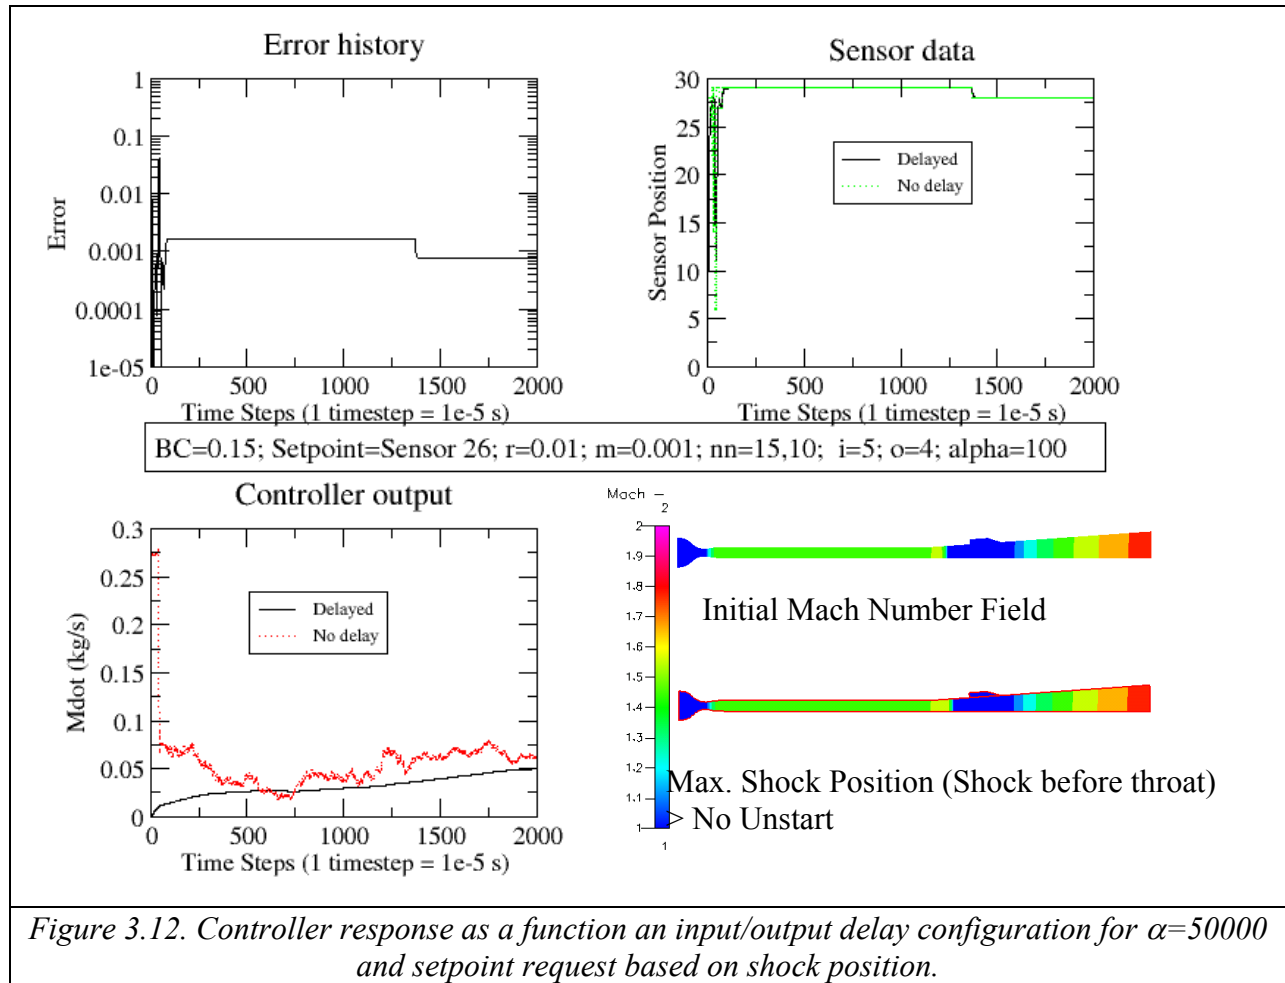 Error history
1
0.1
0.01
0.001
0.0001
1e-05
Error
0 500 1000 1500 2000
Time Steps (1 timestep = 1e-5 s)
Sensor data
30
25
20
15
10
5
0
Sensor Position
Delayed
No delay
0 500 1000 1500 2000
Time Steps (1 timestep = 1e-5 s)
BC=0.15; Setpoint=Sensor 26; r=0.01; m=0.001; nn=15,10; i=5; o=4; alpha=100
Controller output
0.3
0.25
0.2
0.15
0.1
0.05
0
Mdot (kg/s)
Delayed
No delay
0 500 1000 1500 2000
Time Steps (1 timestep = 1e-5 s)
Mach
2
2
1.9
1.8
1.7
1.6
1.5
1.4
1.3
1.2
1.1
1
1
Initial Mach Number Field
Max. Shock Position (Shock before throat)
> No Unstart
Figure 3.12. Controller response as a function an input/output delay configuration for α=50000
and setpoint request based on shock position.